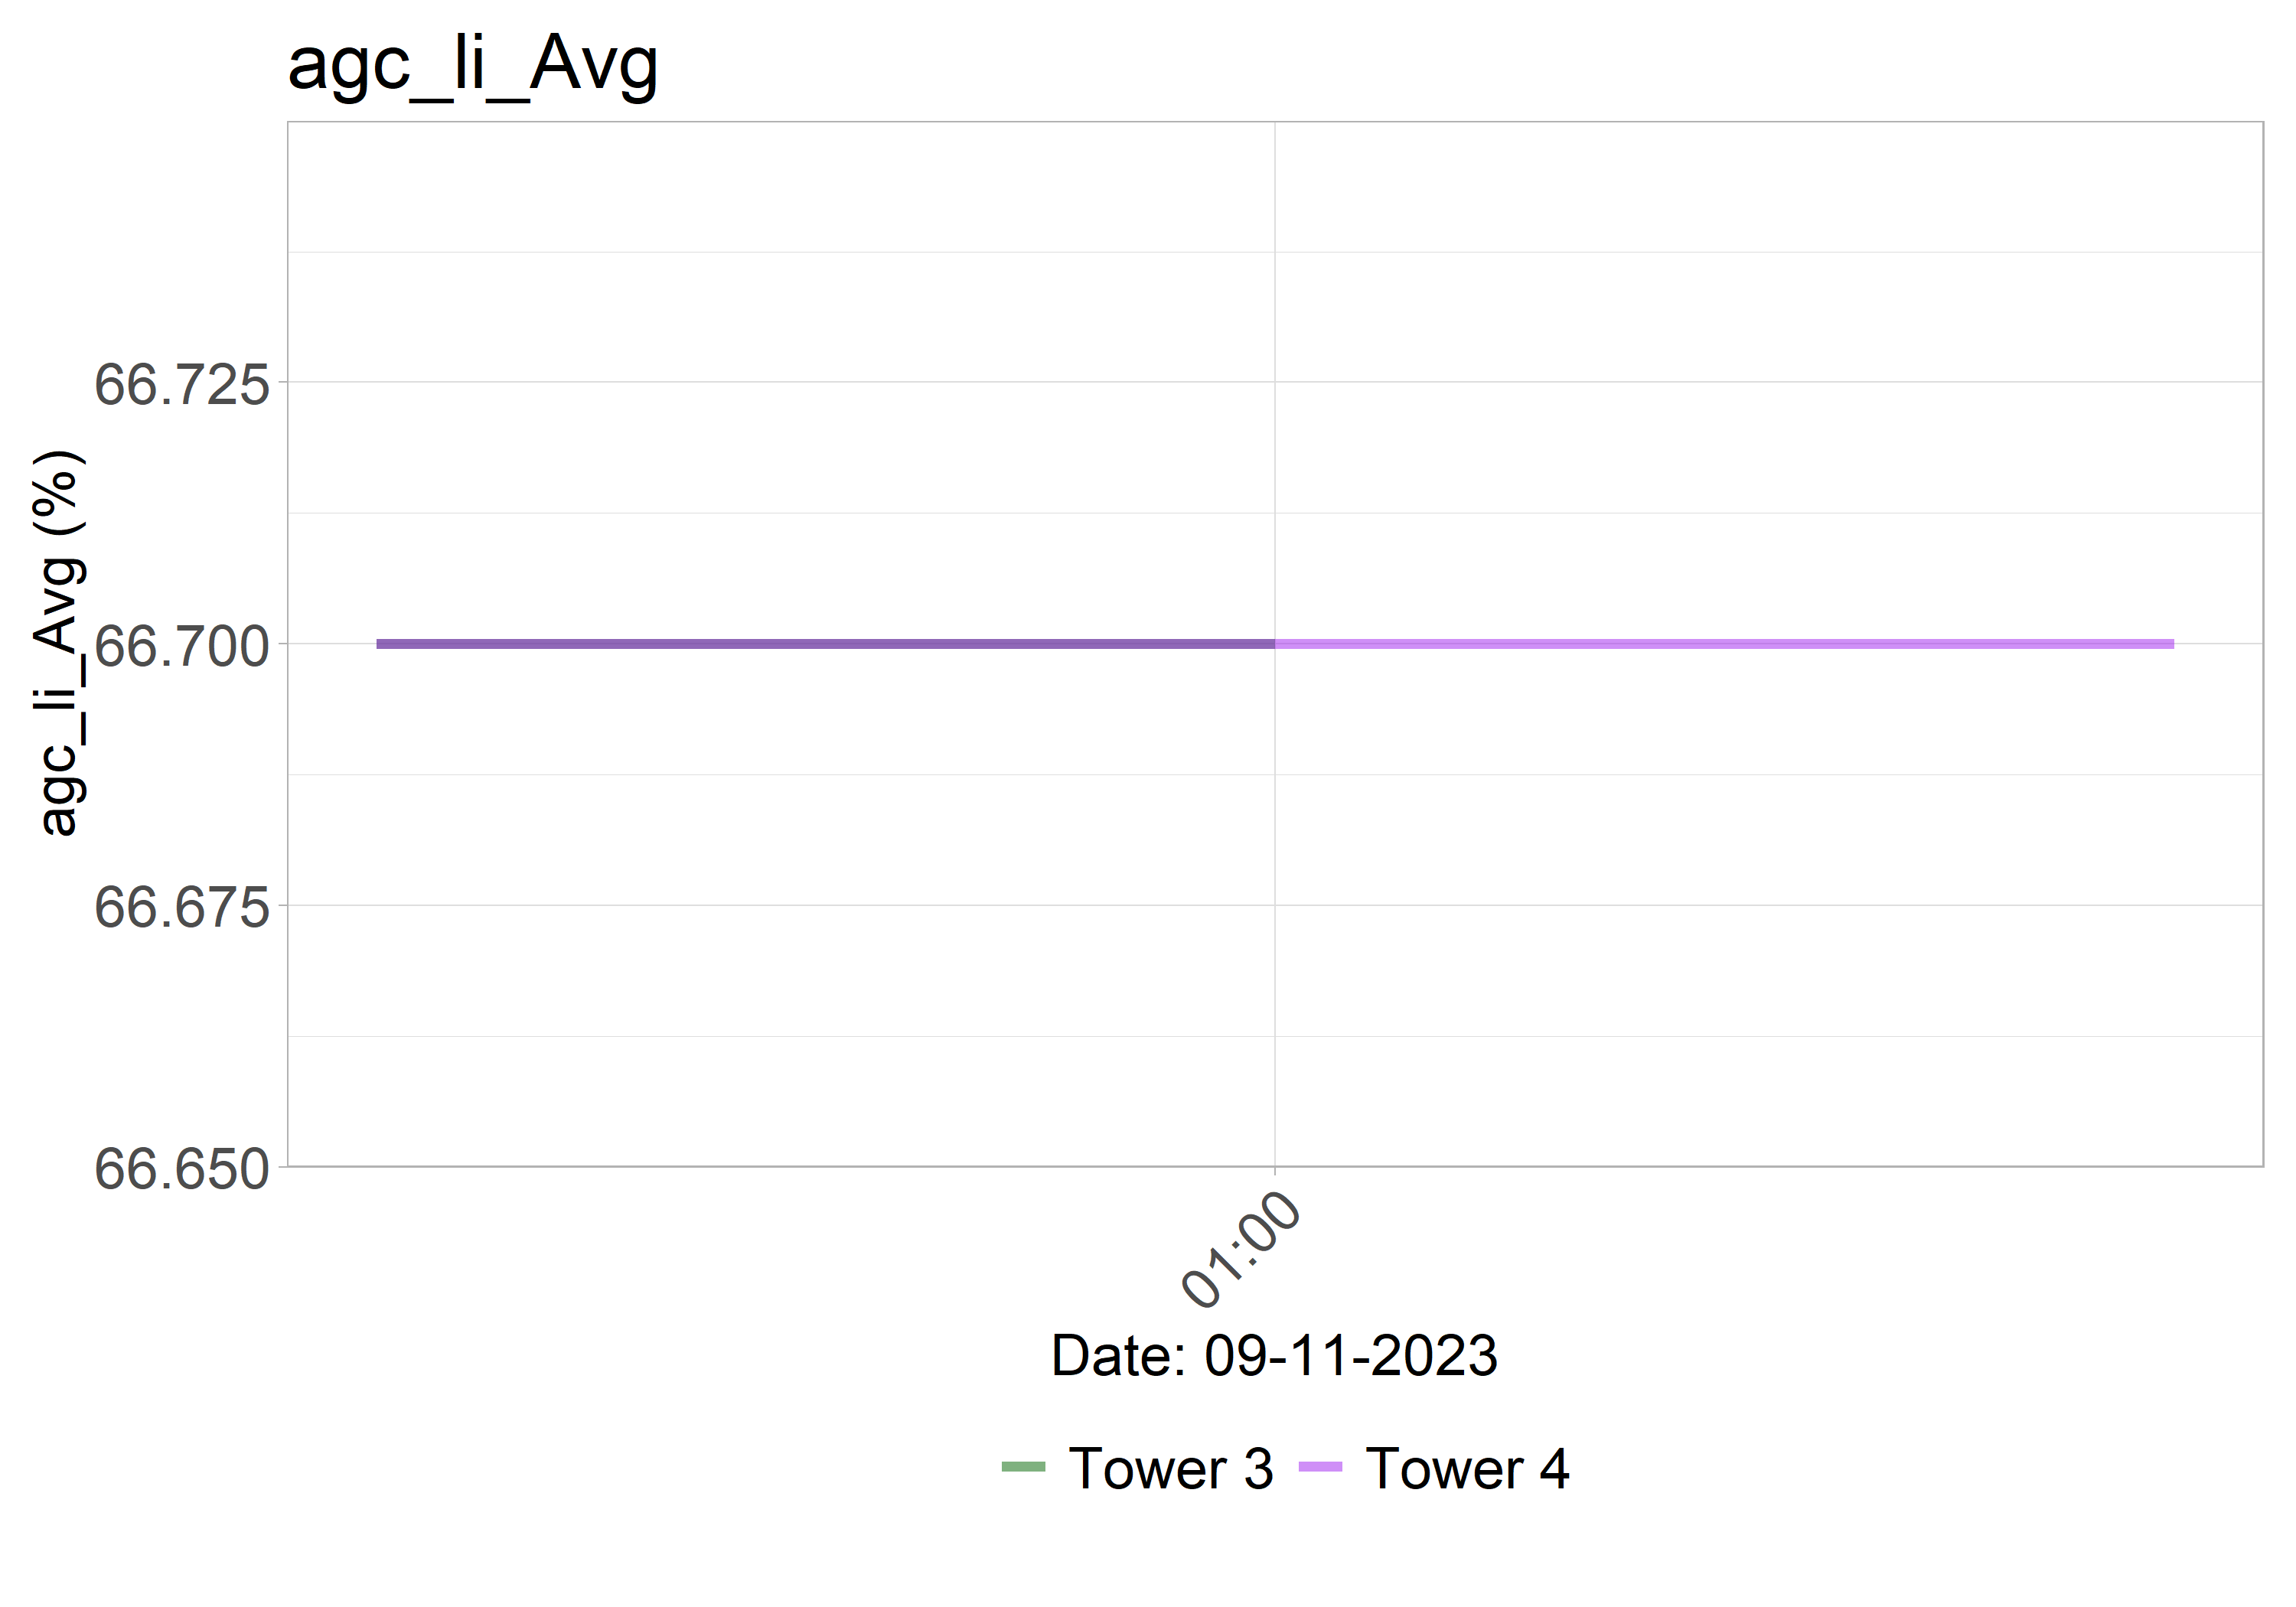 agc_li_Avg
agc_li_Avg (%)
66.725
66.700
66.675
66.650
01:00
Date: 09-11-2023
Tower 3
Tower 4